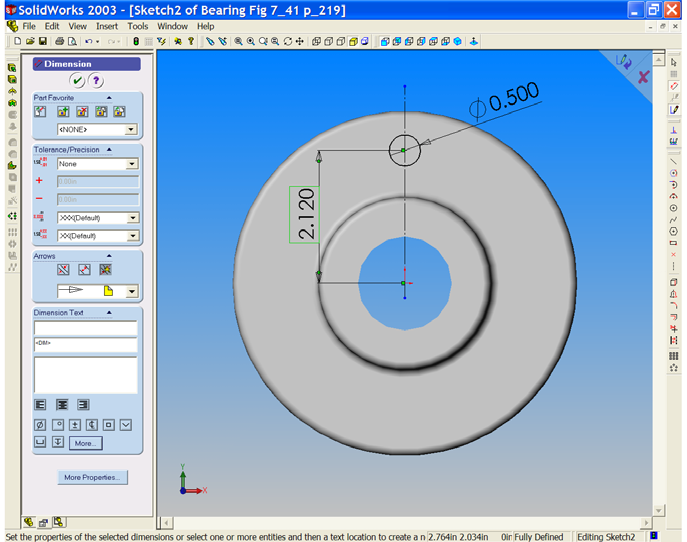 SolidWorks 2003 - [Sketch2 of Bearing Fig 7_41 p_219]
File Edit View Insert Tools Window Help
Dimension
Part Favorite
<NONE>
Tolerance/Precision
None
0.00in
0.00in
.XXX(Default)
.XX(Default)
Arrows
Dimension Text
<DIM>
More...
More Properties...
∅ 0.500
2.120
Y
X
Set the properties of the selected dimensions or select one or more entities and then a text location to create a n 2.764in 2.034in 0in Fully Defined Editing Sketch2